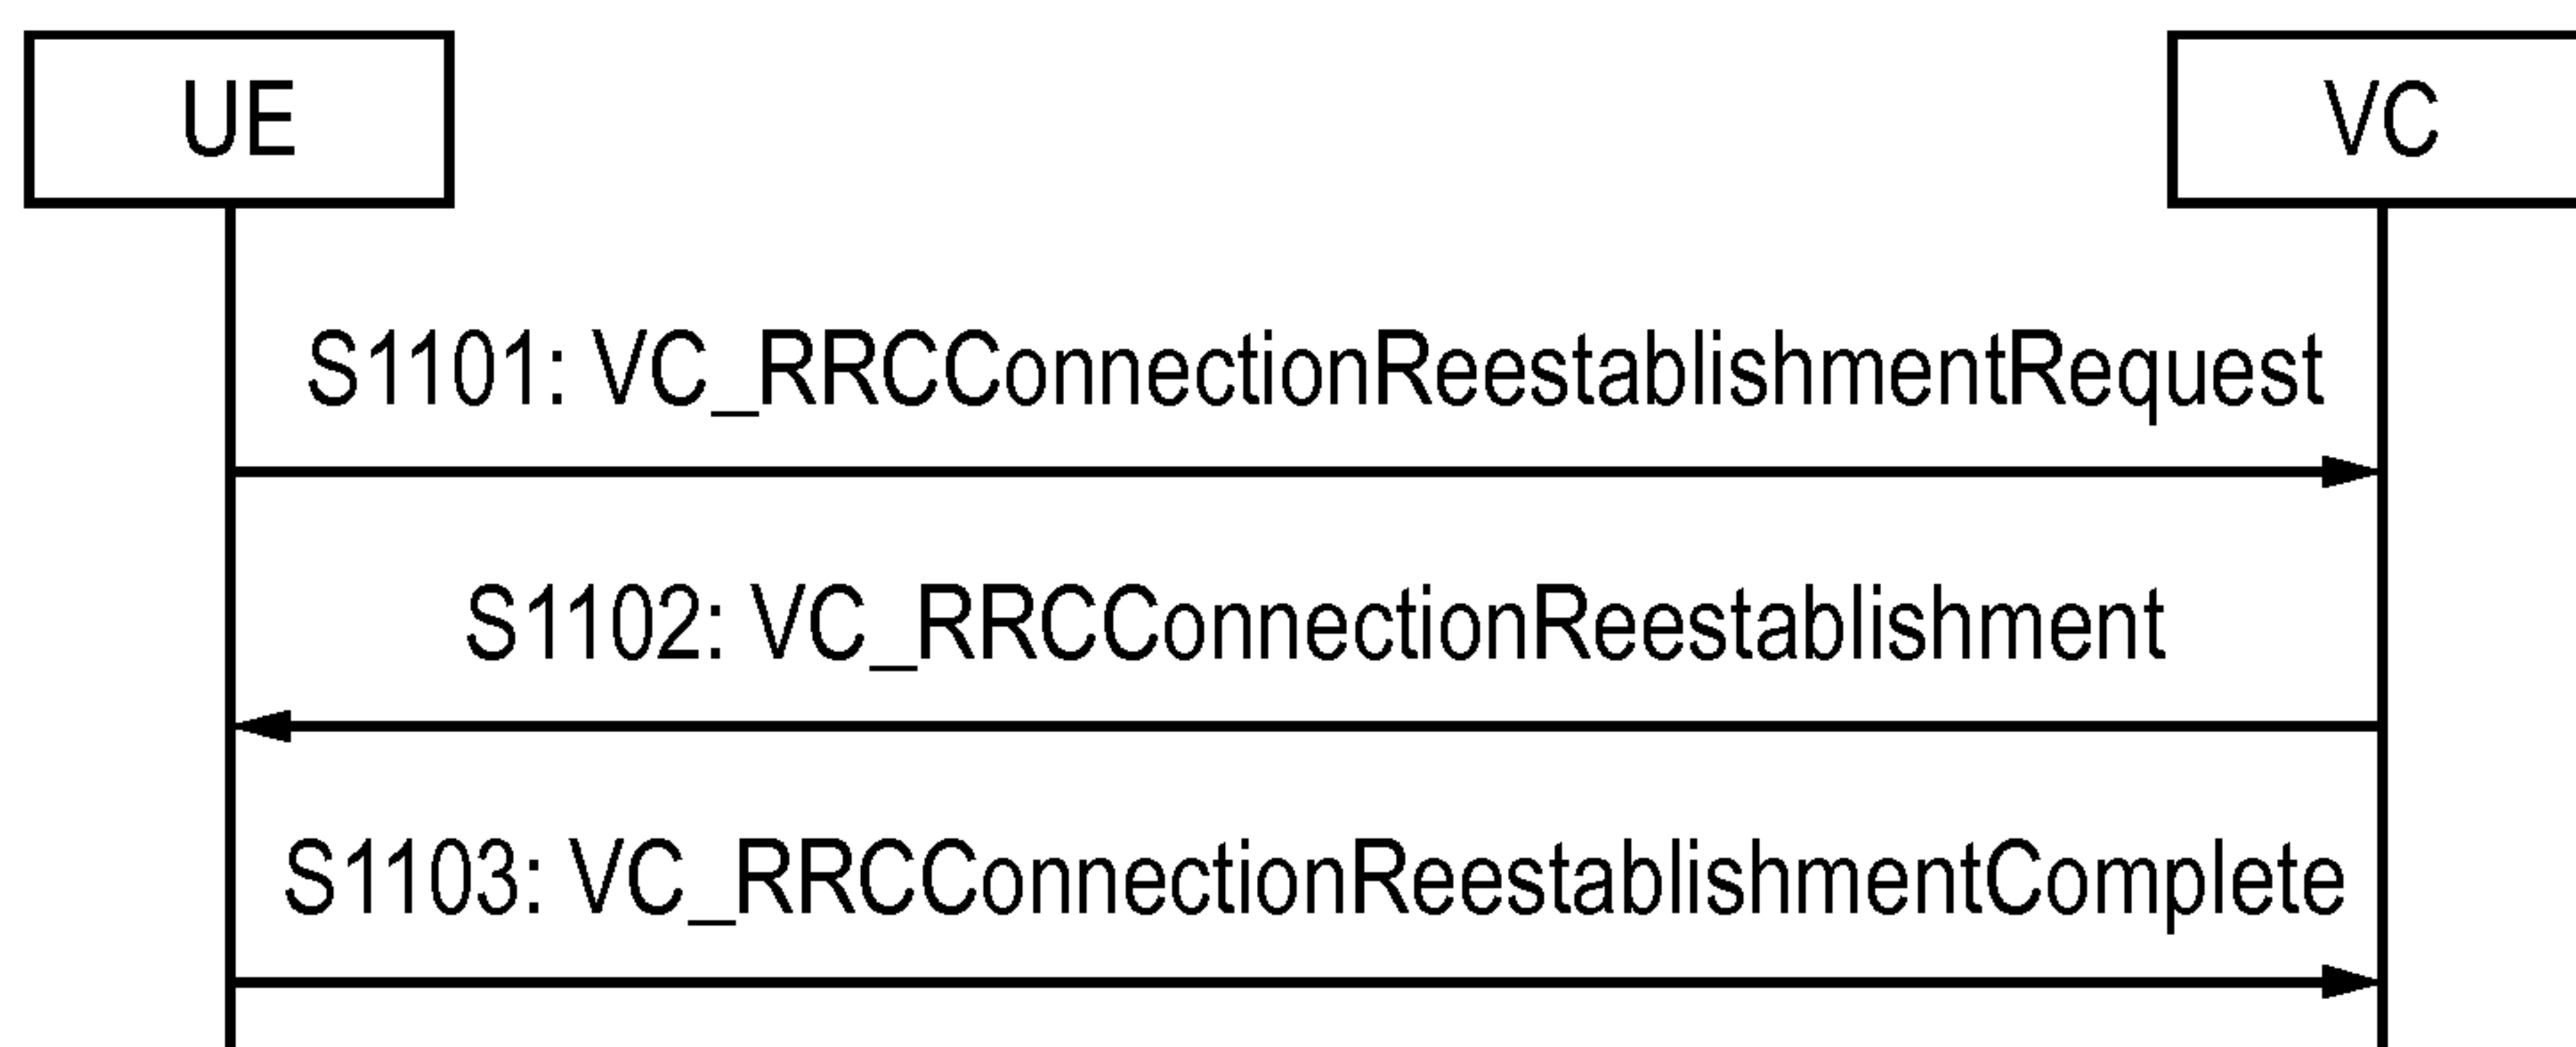 UE
VC
S1101: VC_RRCConnectionReestablishmentRequest
S1102: VC_RRCConnectionReestablishment
S1103: VC_RRCConnectionReestablishmentComplete